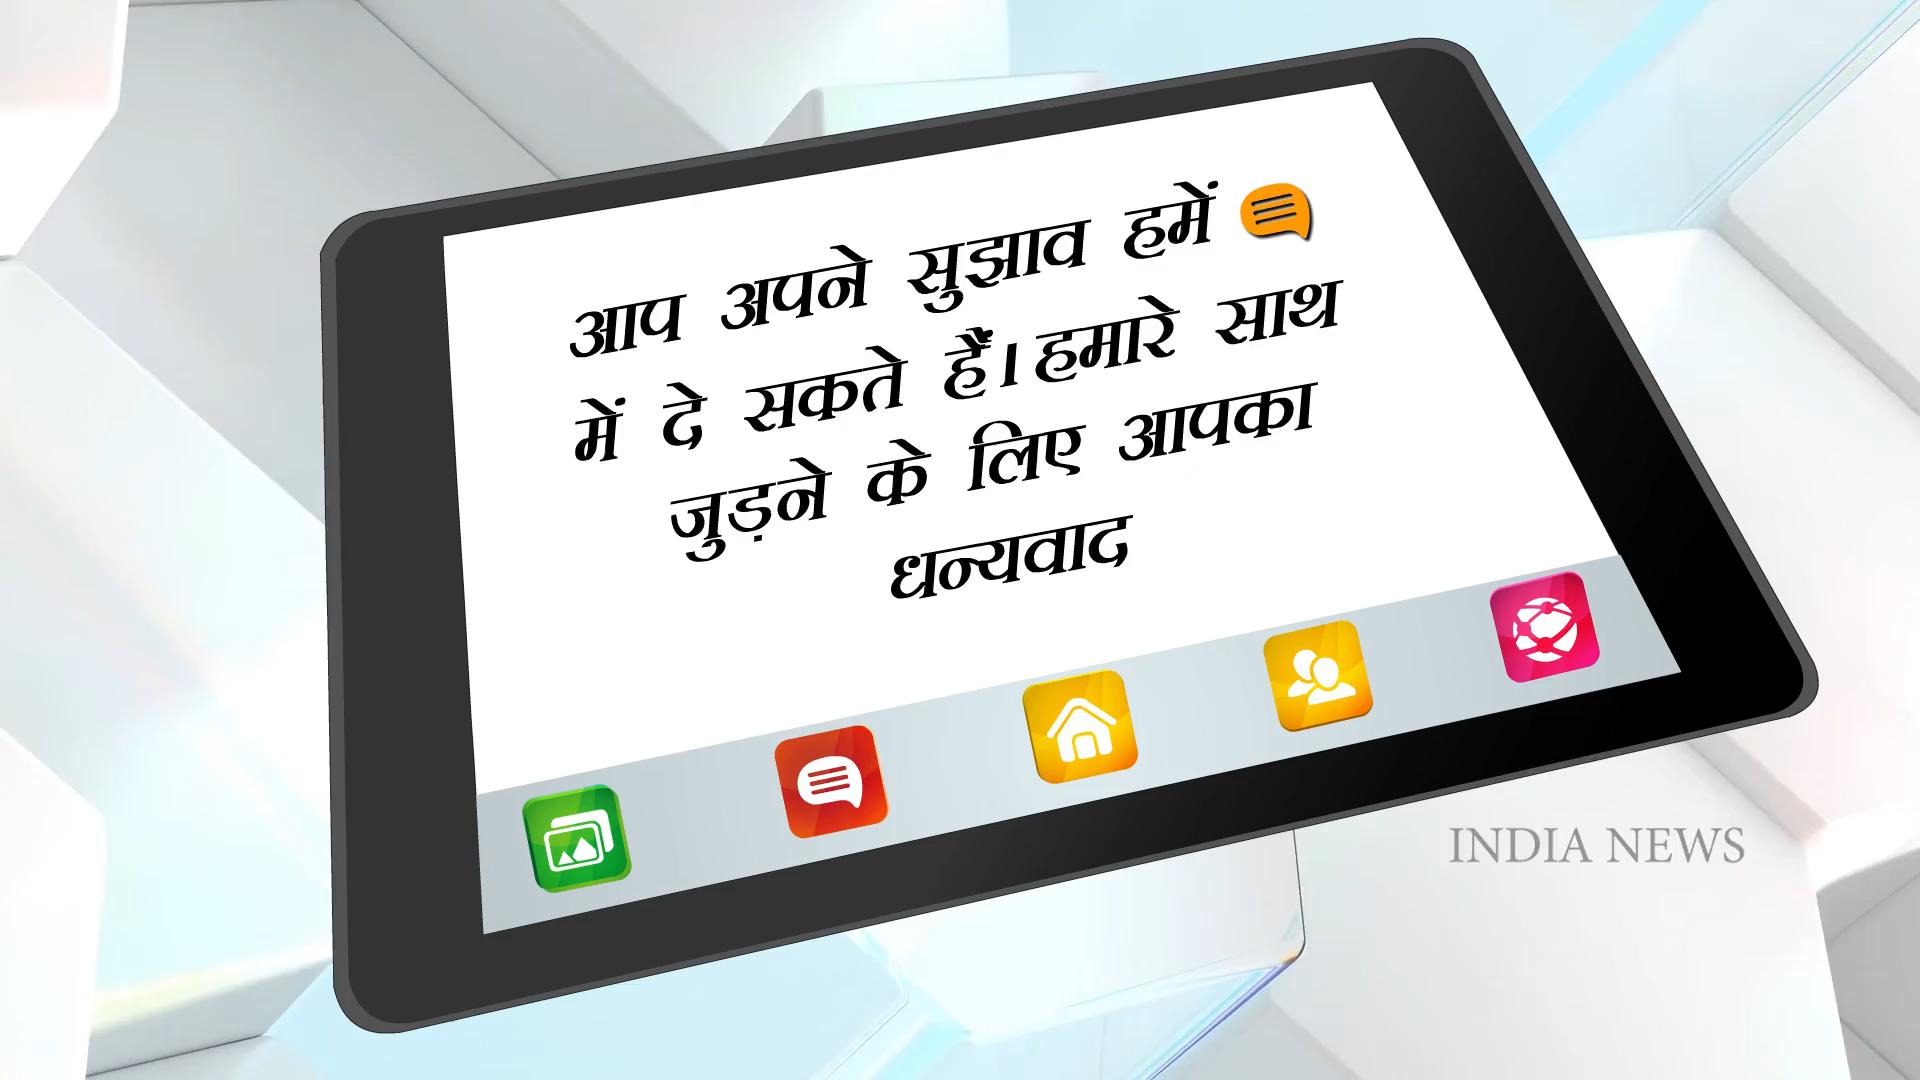 आप अपने सुझाव हमें
में दे सकते हैं। हमारे साथ
जुड़ने के लिए आपका
धन्यवाद
INDIA NEWS